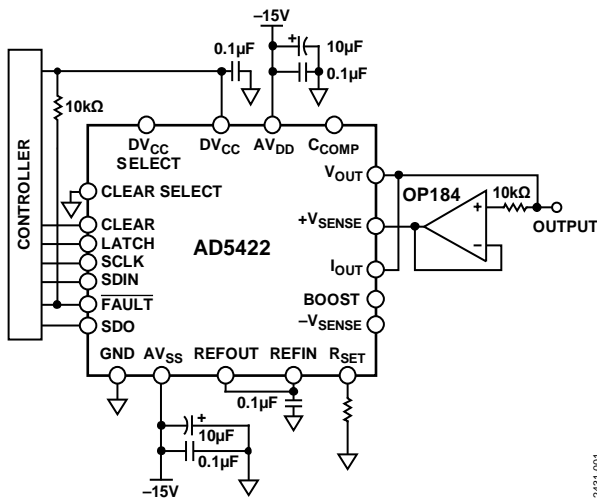 –15V
0.1µF
10µF
0.1µF
10kΩ
CONTROLLER
DVCC SELECT
DVCC
AVDD
CCOMP
CLEAR SELECT
CLEAR
LATCH
SCLK
SDIN
FAULT
SDO
AD5422
VOUT
+VSENSE
IOUT
BOOST
–VSENSE
OP184
+
–
10kΩ
OUTPUT
GND
AVSS
REFOUT
REFIN
RSET
0.1µF
+
10µF
0.1µF
–15V
+